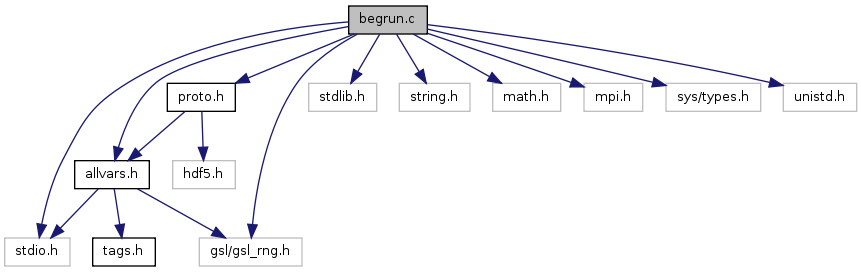 begrun.c
proto.h
stdlib.h
string.h
math.h
mpi.h
sys/types.h
unistd.h
allvars.h
hdf5.h
stdio.h
tags.h
gsl/gsl_rng.h